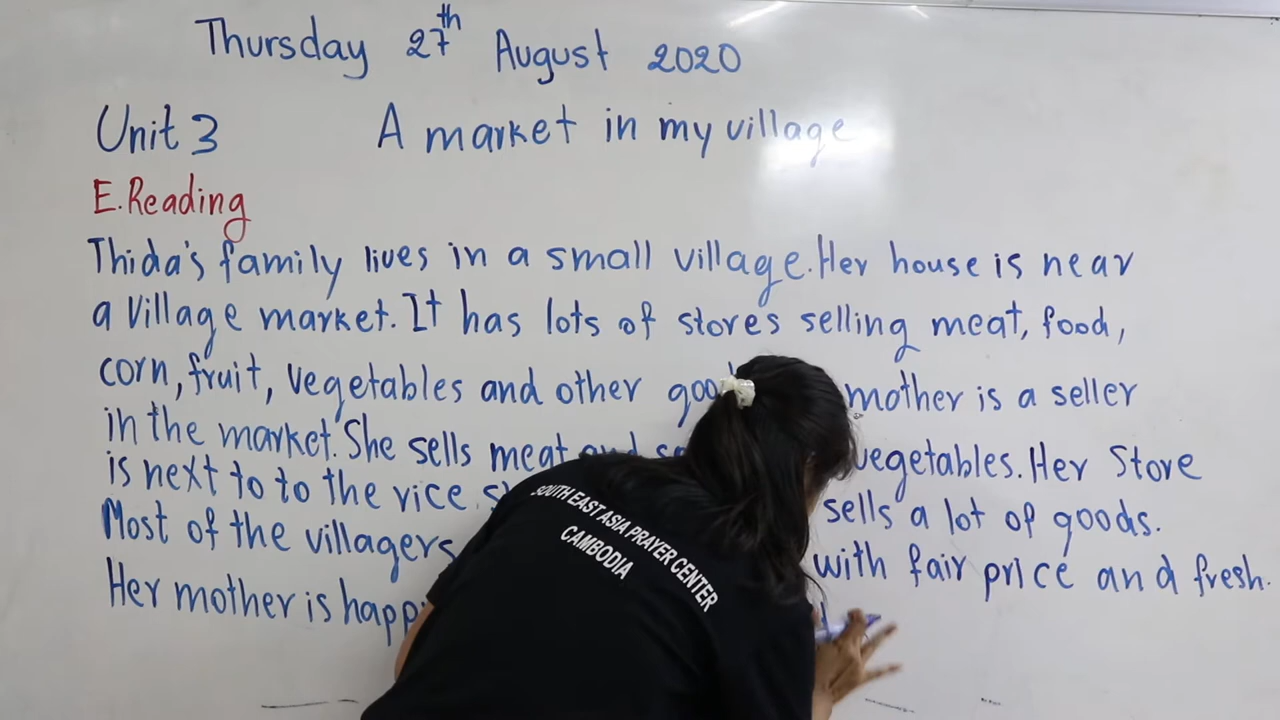 Thursday 27th August 2020
Unit 3 A market in my village
E. Reading
Thida's family lives in a small village. Her house is near
a Village market. It has lots of stores selling meat, food,
corn, fruit, vegetables and other mother is a seller
in the market. She sells meat and vegetables. Her Store
is next to to the rice sells a lot of goods.
Most of the villagers with fair price and fresh.
Her mother is
SOUTH EAST ASIA PRAYER CENTER
CAMBODIA